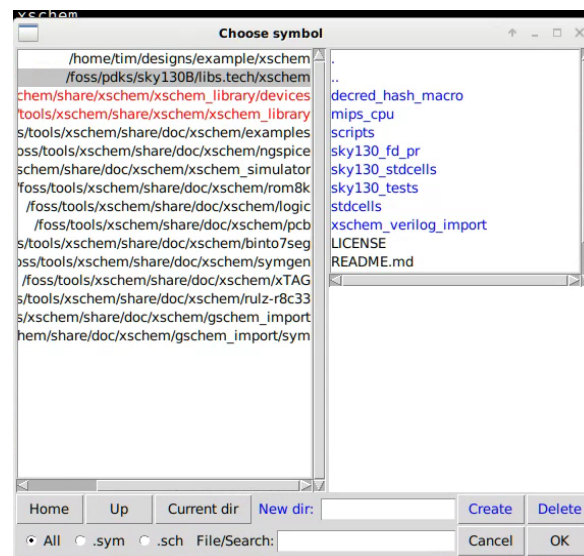 xschem
Choose symbol
/home/tim/designs/example/xschem
/foss/pdks/sky130B/libs.tech/xschem
chem/share/xschem/xschem_library/devices
/tools/xschem/share/xschem/xschem_library
s/tools/xschem/share/doc/xschem/examples
oss/tools/xschem/share/doc/xschem/ngspice
schem/share/doc/xschem/xschem_simulator
/foss/tools/xschem/share/doc/xschem/rom8k
/foss/tools/xschem/share/doc/xschem/logic
/foss/tools/xschem/share/doc/xschem/pcb
s/tools/xschem/share/doc/xschem/binto7seg
oss/tools/xschem/share/doc/xschem/symgen
/foss/tools/xschem/share/doc/xschem/xTAG
s/tools/xschem/share/doc/xschem/rulz-r8c33
s/xschem/share/doc/xschem/gschem_import
hem/share/doc/xschem/gschem_import/sym
.
..
decred_hash_macro
mips_cpu
scripts
sky130_fd_pr
sky130_stdcells
sky130_tests
stdcells
xschem_verilog_import
LICENSE
README.md
Home Up Current dir New dir: Create Delete
All .sym .sch File/Search: Cancel OK